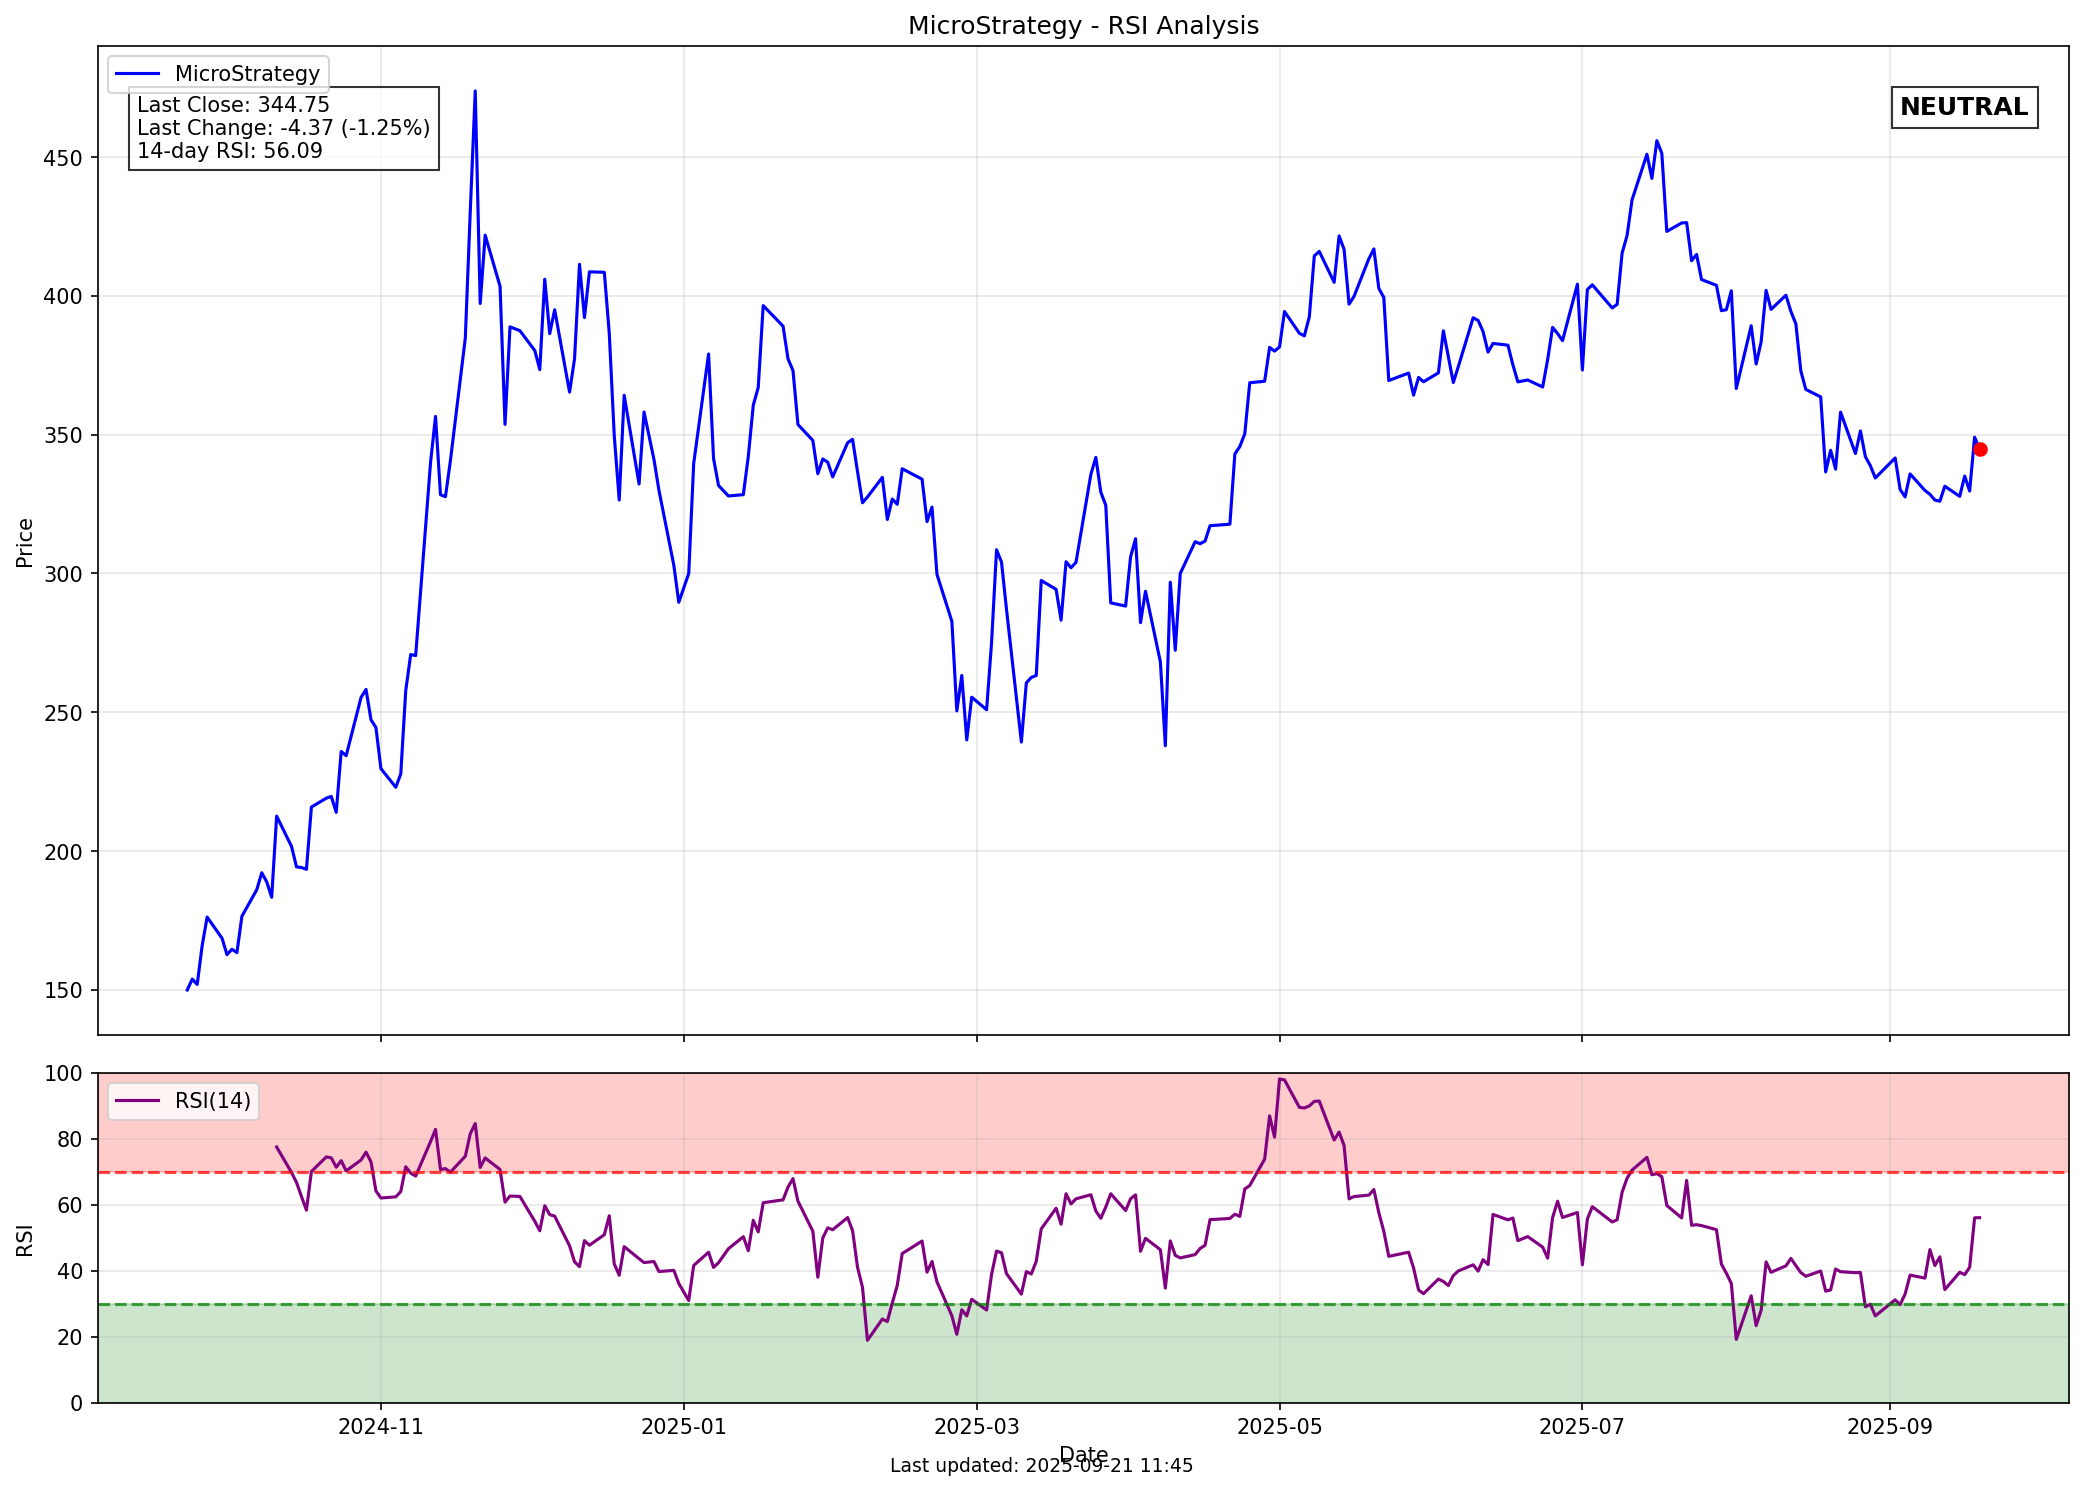 MicroStrategy - RSI Analysis
MicroStrategy
Last Close: 344.75
Last Change: -4.37 (-1.25%)
14-day RSI: 56.09
NEUTRAL
Price
450
400
350
300
250
200
150
RSI
RSI(14)
100
80
60
40
20
0
2024-11
2025-01
2025-03
2025-05
2025-07
2025-09
Date
Last updated: 2025-09-21 11:45